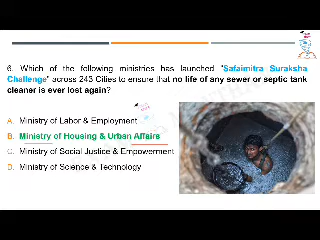 6. Which of the following ministries has launched "Safaimitra Suraksha
Challenge" across 243 Cities to ensure that no life of any sewer or septic tank
cleaner is ever lost again?
A. Ministry of Labor & Employment
B. Ministry of Housing & Urban Affairs
C. Ministry of Social Justice & Empowerment
D. Ministry of Science & Technology